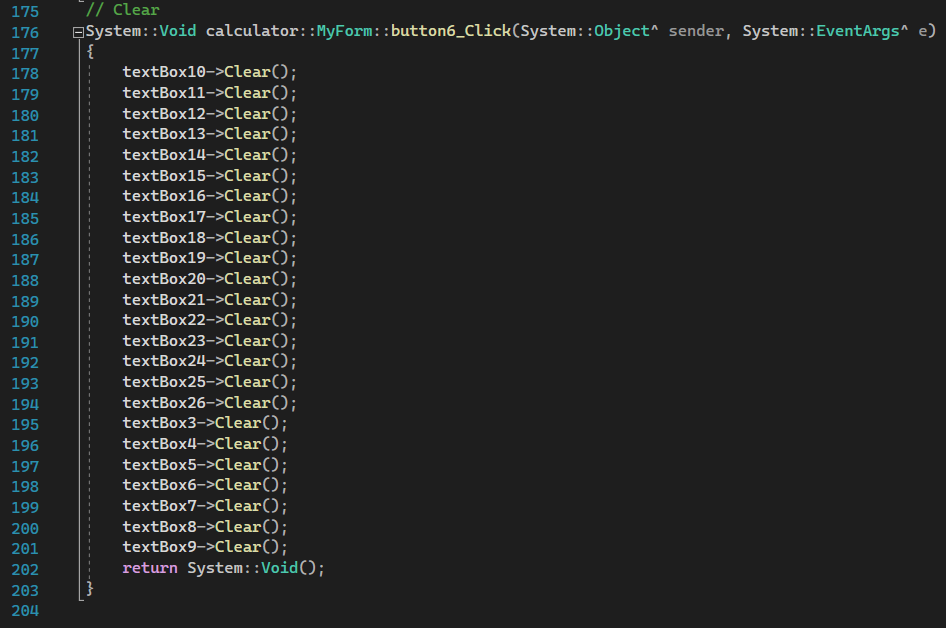 175 // Clear
176 System::Void calculator::MyForm::button6_Click(System::Object^ sender, System::EventArgs^ e)
177 {
178 textBox10->Clear();
179 textBox11->Clear();
180 textBox12->Clear();
181 textBox13->Clear();
182 textBox14->Clear();
183 textBox15->Clear();
184 textBox16->Clear();
185 textBox17->Clear();
186 textBox18->Clear();
187 textBox19->Clear();
188 textBox20->Clear();
189 textBox21->Clear();
190 textBox22->Clear();
191 textBox23->Clear();
192 textBox24->Clear();
193 textBox25->Clear();
194 textBox26->Clear();
195 textBox3->Clear();
196 textBox4->Clear();
197 textBox5->Clear();
198 textBox6->Clear();
199 textBox7->Clear();
200 textBox8->Clear();
201 textBox9->Clear();
202 return System::Void();
203 }
204